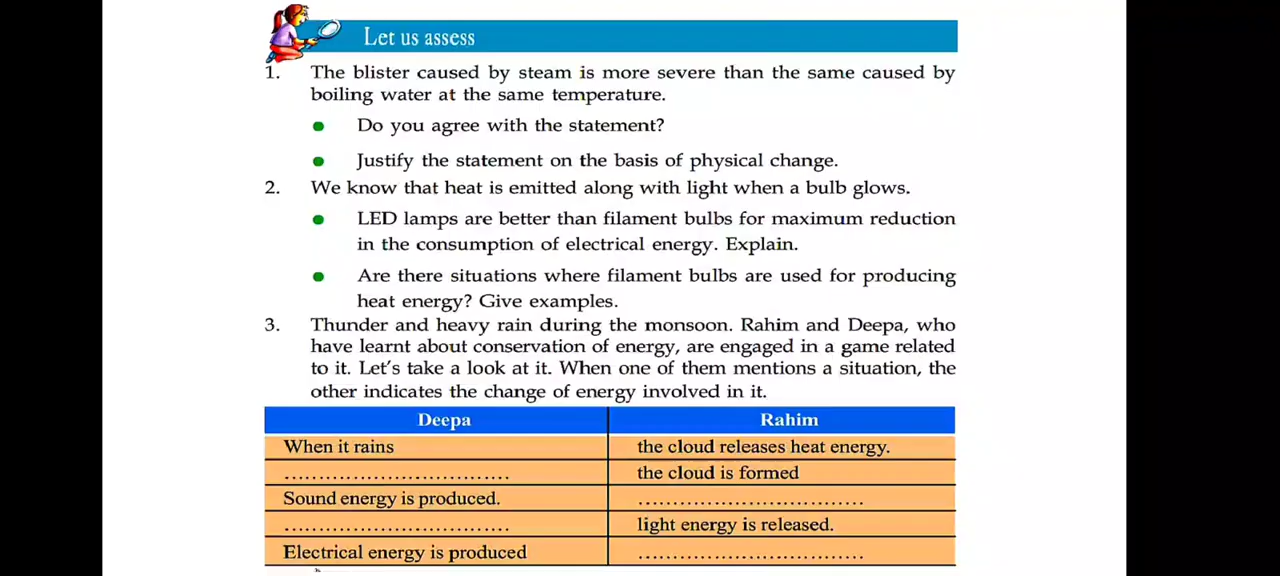 Let us assess
1. The blister caused by steam is more severe than the same caused by
boiling water at the same temperature.
● Do you agree with the statement?
● Justify the statement on the basis of physical change.
2. We know that heat is emitted along with light when a bulb glows.
● LED lamps are better than filament bulbs for maximum reduction
in the consumption of electrical energy. Explain.
● Are there situations where filament bulbs are used for producing
heat energy? Give examples.
3. Thunder and heavy rain during the monsoon. Rahim and Deepa, who
have learnt about conservation of energy, are engaged in a game related
to it. Let's take a look at it. When one of them mentions a situation, the
other indicates the change of energy involved in it.
Deepa Rahim
When it rains the cloud releases heat energy.
................................. the cloud is formed
Sound energy is produced. .................................
................................. light energy is released.
Electrical energy is produced .................................